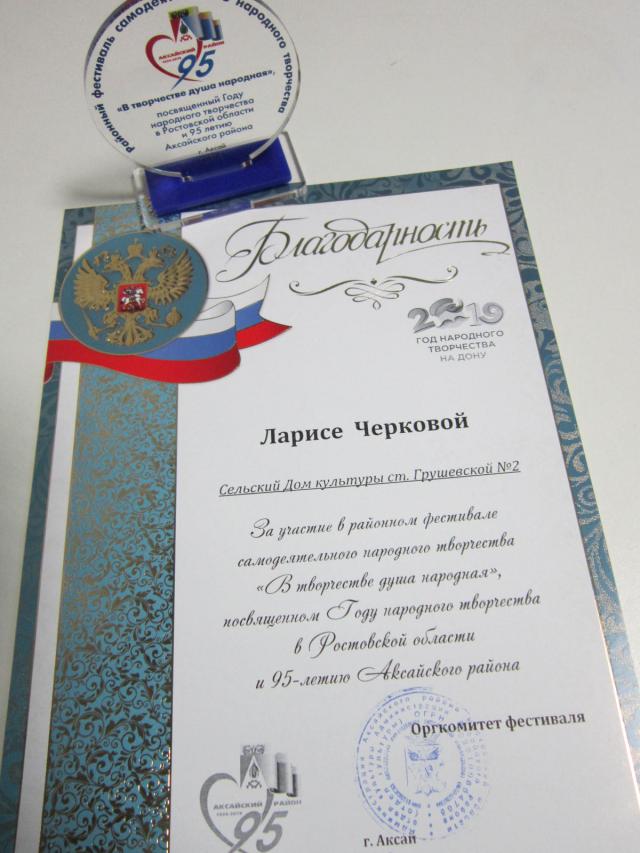 Районный фестиваль самодеятельного народного творчества
АКСАЙСКИЙ РАЙОН
95
«В творчестве душа народная»,
посвященный Году
народного творчества
в Ростовской области
и 95-летию
Аксайского района
г. Аксай
Благодарность
2019
ГОД НАРОДНОГО
ТВОРЧЕСТВА
НА ДОНУ
Ларисе Черковой
Сельский Дом культуры ст. Грушевской №2
За участие в районном фестивале
самодеятельного народного творчества
«В творчестве душа народная»,
посвященном Году народного творчества
в Ростовской области
и 95-летию Аксайского района
Оргкомитет фестиваля
АКСАЙСКИЙ РАЙОН
95
г. Аксай